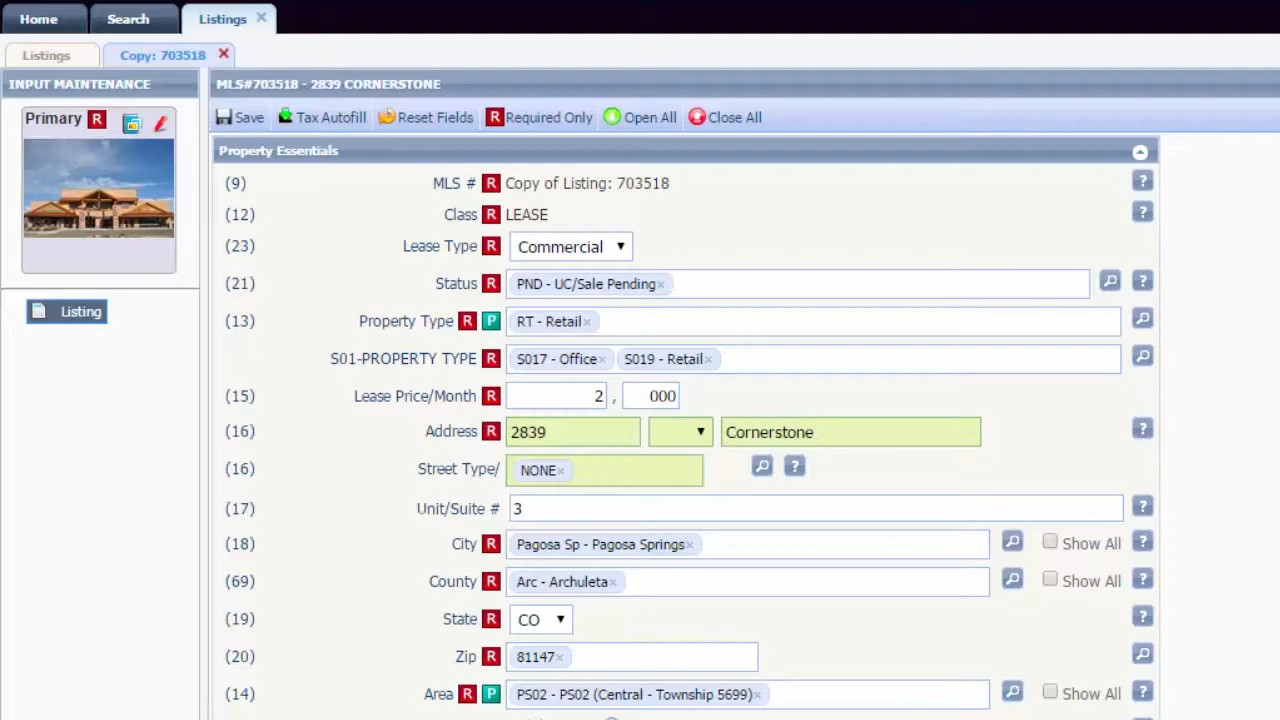 Home Search Listings
Listings Copy: 703518
INPUT MAINTENANCE MLS#703518 - 2839 CORNERSTONE
Primary R
Save Tax Autofill Reset Fields R Required Only Open All Close All
Property Essentials
(9) MLS # R Copy of Listing: 703518 ?
(12) Class R LEASE ?
(23) Lease Type R Commercial
(21) Status R PND - UC/Sale Pending× ?
Listing
(13) Property Type R P RT - Retail×
S01-PROPERTY TYPE R S017 - Office× S019 - Retail×
(15) Lease Price/Month R 2 , 000
(16) Address R 2839 Cornerstone ?
(16) Street Type/ NONE× ?
(17) Unit/Suite # 3 ?
(18) City R Pagosa Sp - Pagosa Springs× Show All ?
(69) County R Arc - Archuleta× Show All ?
(19) State R CO ?
(20) Zip R 81147×
(14) Area R P PS02 - PS02 (Central - Township 5699)× Show All ?